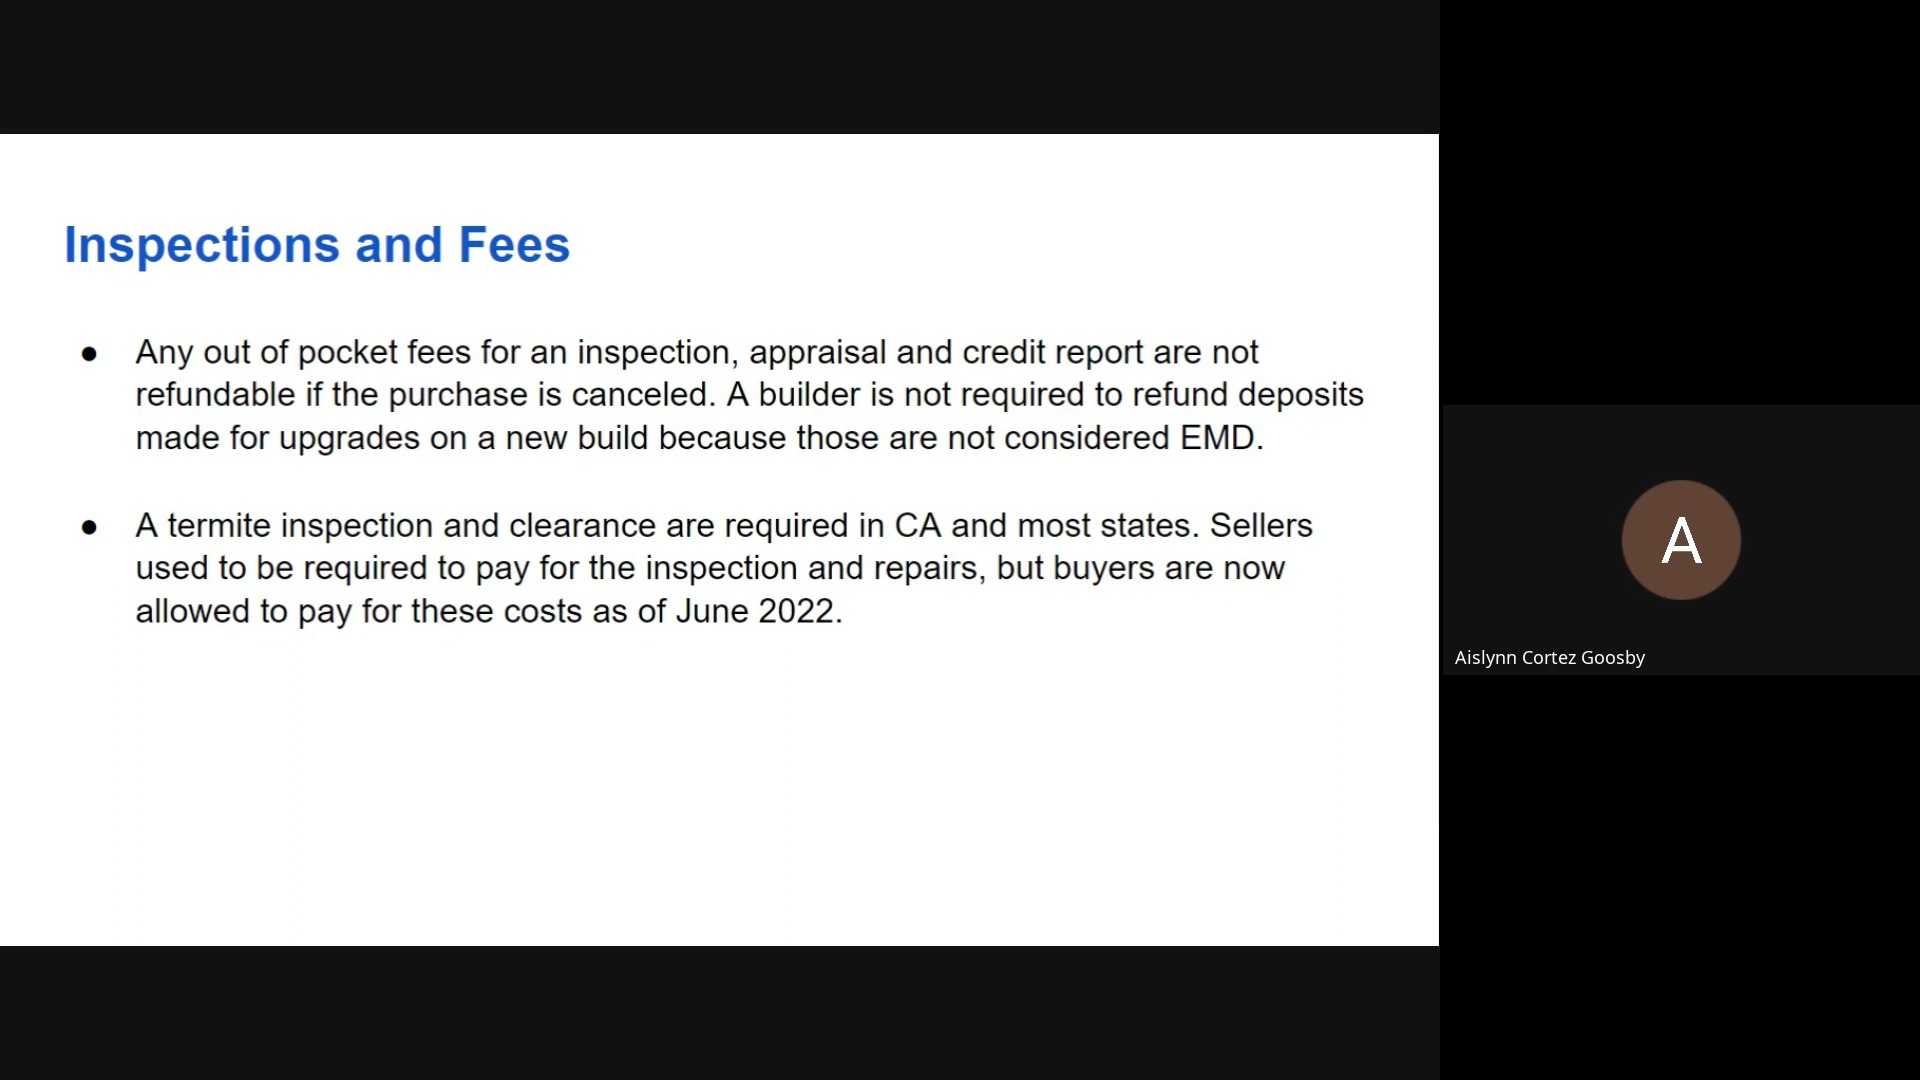 Inspections and Fees
● Any out of pocket fees for an inspection, appraisal and credit report are not
refundable if the purchase is canceled. A builder is not required to refund deposits
made for upgrades on a new build because those are not considered EMD.
● A termite inspection and clearance are required in CA and most states. Sellers
used to be required to pay for the inspection and repairs, but buyers are now
allowed to pay for these costs as of June 2022.
A
Aislynn Cortez Goosby